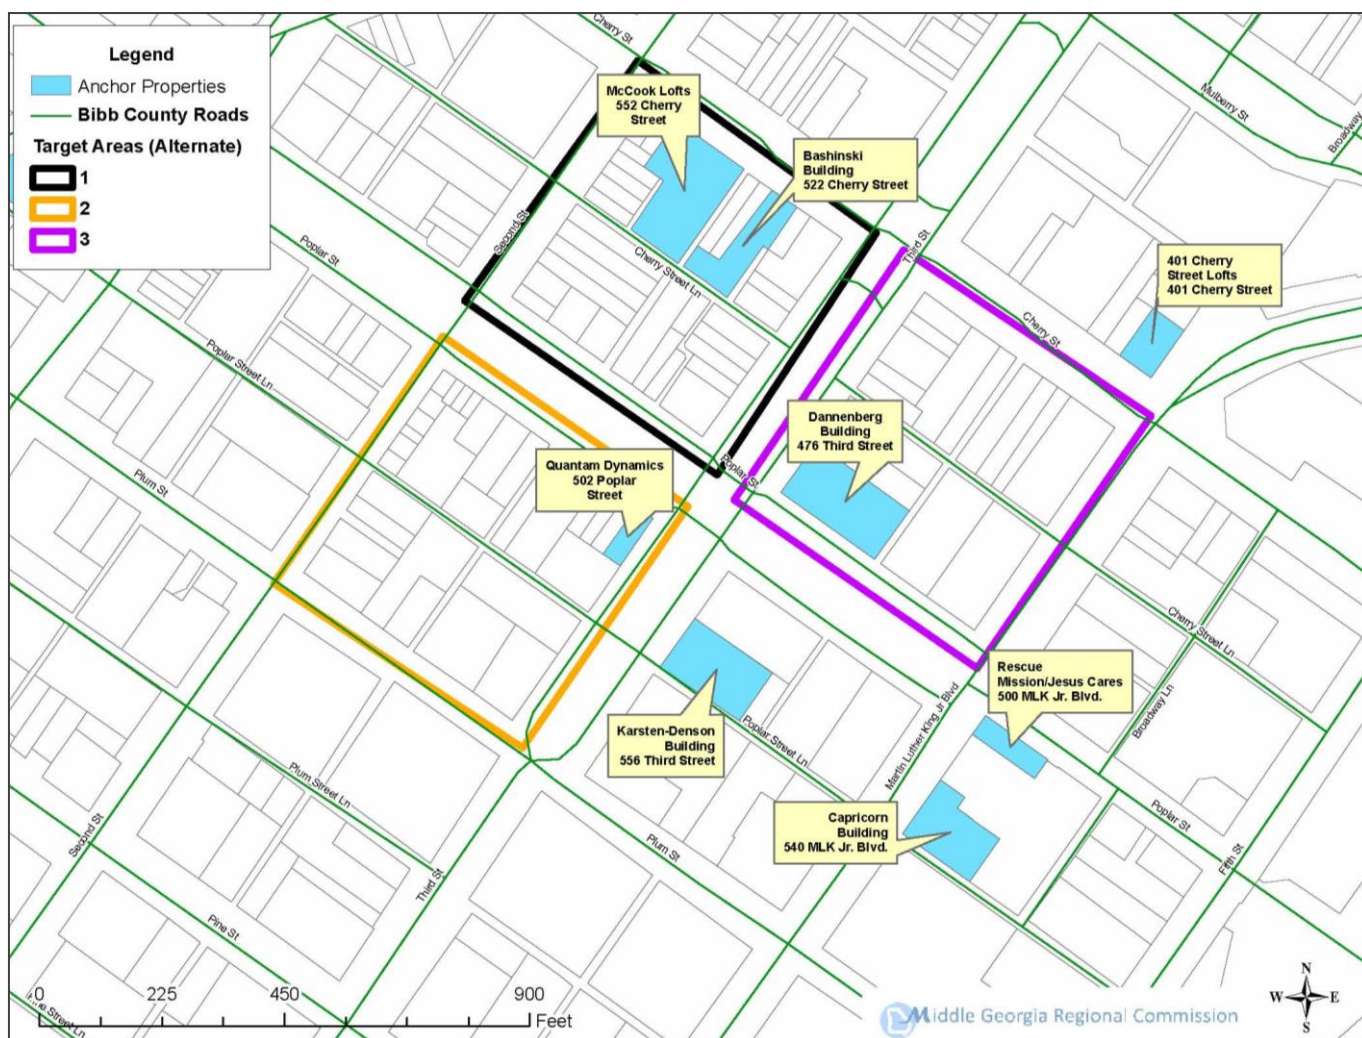 Legend
Anchor Properties
Bibb County Roads
Target Areas (Alternate)
1
2
3
Cherry St
McCook Lofts
552 Cherry
Street
Bashinski
Building
522 Cherry Street
Mulberry St
Broadway
Second St
Third St
Poplar St
Cherry Street Ln
401 Cherry
Street Lofts
401 Cherry Street
Cherry St
Poplar Street Ln
Dannenberg
Building
476 Third Street
Plum St
Quantam Dynamics
502 Poplar
Street
Poplar St
Cherry Street Ln
Rescue
Mission/Jesus Cares
500 MLK Jr. Blvd.
Broadway Ln
Karsten-Denson
Building
556 Third Street
Poplar Street Ln
Martin Luther King Jr Blvd
Plum Street Ln
Capricorn
Building
540 MLK Jr. Blvd.
Poplar St
Second St
Plum St
Fifth St
Third St
Pine St
Street Ln
0
225
450
900
Feet
Middle Georgia Regional Commission
N
W
E
S